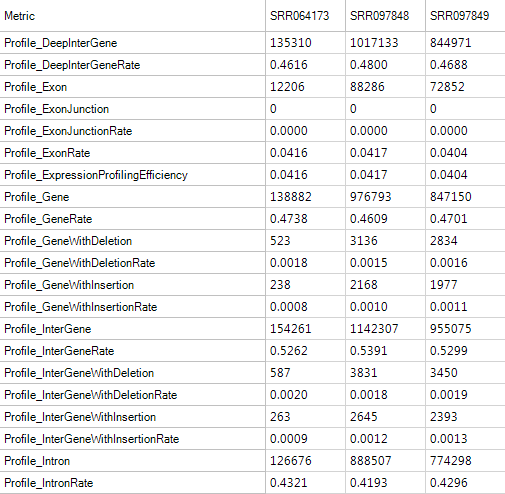 Metric SRR064173 SRR097848 SRR097849
Profile_DeepInterGene 135310 1017133 844971
Profile_DeepInterGeneRate 0.4616 0.4800 0.4688
Profile_Exon 12206 88286 72852
Profile_ExonJunction 0 0 0
Profile_ExonJunctionRate 0.0000 0.0000 0.0000
Profile_ExonRate 0.0416 0.0417 0.0404
Profile_ExpressionProfilingEfficiency 0.0416 0.0417 0.0404
Profile_Gene 138882 976793 847150
Profile_GeneRate 0.4738 0.4609 0.4701
Profile_GeneWithDeletion 523 3136 2834
Profile_GeneWithDeletionRate 0.0018 0.0015 0.0016
Profile_GeneWithInsertion 238 2168 1977
Profile_GeneWithInsertionRate 0.0008 0.0010 0.0011
Profile_InterGene 154261 1142307 955075
Profile_InterGeneRate 0.5262 0.5391 0.5299
Profile_InterGeneWithDeletion 587 3831 3450
Profile_InterGeneWithDeletionRate 0.0020 0.0018 0.0019
Profile_InterGeneWithInsertion 263 2645 2393
Profile_InterGeneWithInsertionRate 0.0009 0.0012 0.0013
Profile_Intron 126676 888507 774298
Profile_IntronRate 0.4321 0.4193 0.4296